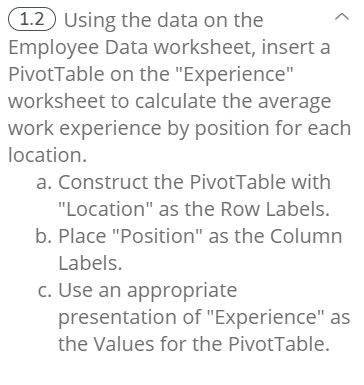 1.2 Using the data on the
Employee Data worksheet, insert a
PivotTable on the "Experience"
worksheet to calculate the average
work experience by position for each
location.
a. Construct the PivotTable with
"Location" as the Row Labels.
b. Place "Position" as the Column
Labels.
c. Use an appropriate
presentation of "Experience" as
the Values for the PivotTable.